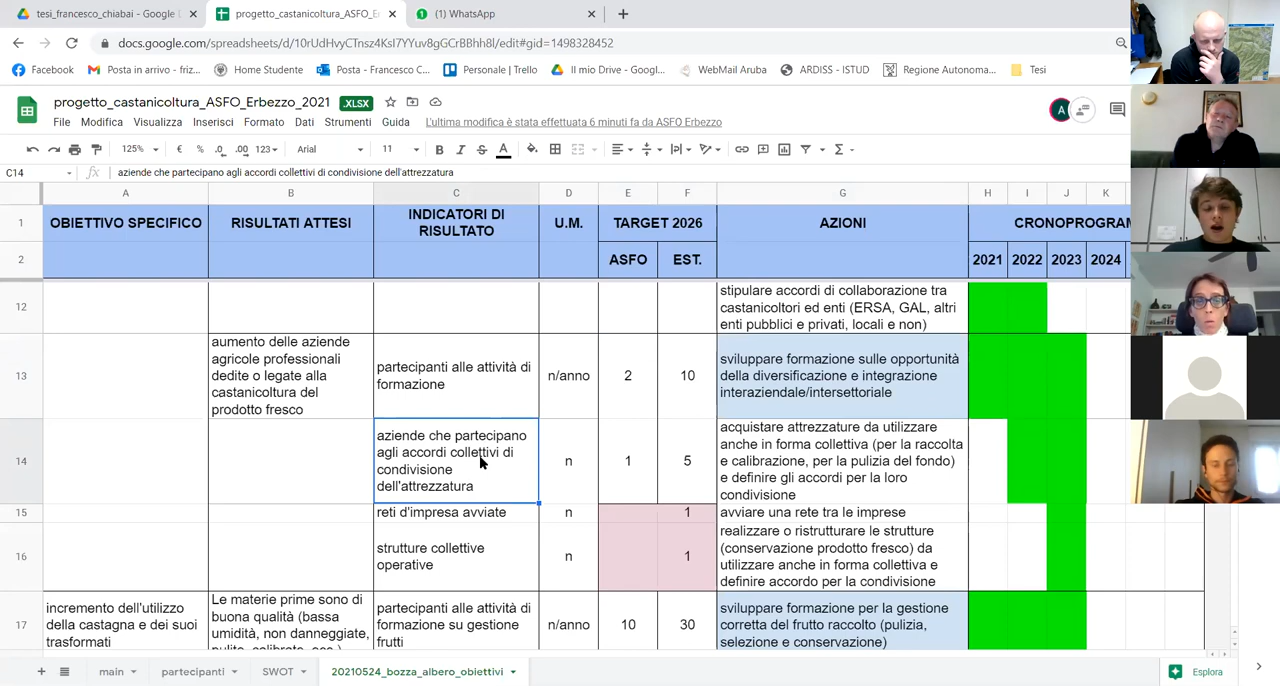 tesi_francesco_chiabai - Google
progetto_castanicoltura_ASFO_E
(1) WhatsApp
docs.google.com/spreadsheets/d/10rUdHvyCTnsz4KsI7YYuv8gGCrBBhh8I/edit#gid=1498328452
Facebook
Posta in arrivo - friz...
Home Studente
Posta - Francesco C...
Personale | Trello
Il mio Drive - Googl...
WebMail Aruba
ARDISS - ISTUD
Regione Autonoma...
Tesi
progetto_castanicoltura_ASFO_Erbezzo_2021 .XLSX
File Modifica Visualizza Inserisci Formato Dati Strumenti Guida L'ultima modifica è stata effettuata 6 minuti fa da ASFO Erbezzo
A
125% € % .0 .00 123 Arial 11 B I S A
C14 fx aziende che partecipano agli accordi collettivi di condivisione dell'attrezzatura
A B C D E F G H I J K
1 OBIETTIVO SPECIFICO RISULTATI ATTESI INDICATORI DI RISULTATO U.M. TARGET 2026 AZIONI CRONOPROGRAM
2 ASFO EST. 2021 2022 2023 2024
12
stipulare accordi di collaborazione tra
castanicoltori ed enti (ERSA, GAL, altri
enti pubblici e privati, locali e non)
13
aumento delle aziende
agricole professionali
dedite o legate alla
castanicoltura del
prodotto fresco
partecipanti alle attività di
formazione
n/anno
2
10
sviluppare formazione sulle opportunità
della diversificazione e integrazione
interaziendale/intersettoriale
14
aziende che partecipano
agli accordi collettivi di
condivisione
dell'attrezzatura
n
1
5
acquistare attrezzature da utilizzare
anche in forma collettiva (per la raccolta
e calibrazione, per la pulizia del fondo)
e definire gli accordi per la loro
condivisione
15 reti d'impresa avviate n 1 avviare una rete tra le imprese
16
strutture collettive
operative
n
1
realizzare o ristrutturare le strutture
(conservazione prodotto fresco) da
utilizzare anche in forma collettiva e
definire accordo per la condivisione
17
incremento dell'utilizzo
della castagna e dei suoi
trasformati
Le materie prime sono di
buona qualità (bassa
umidità, non danneggiate,
partecipanti alle attività di
formazione su gestione
frutti
n/anno
10
30
sviluppare formazione per la gestione
corretta del frutto raccolto (pulizia,
selezione e conservazione)
main
partecipanti
SWOT
20210524_bozza_albero_obiettivi
Esplora